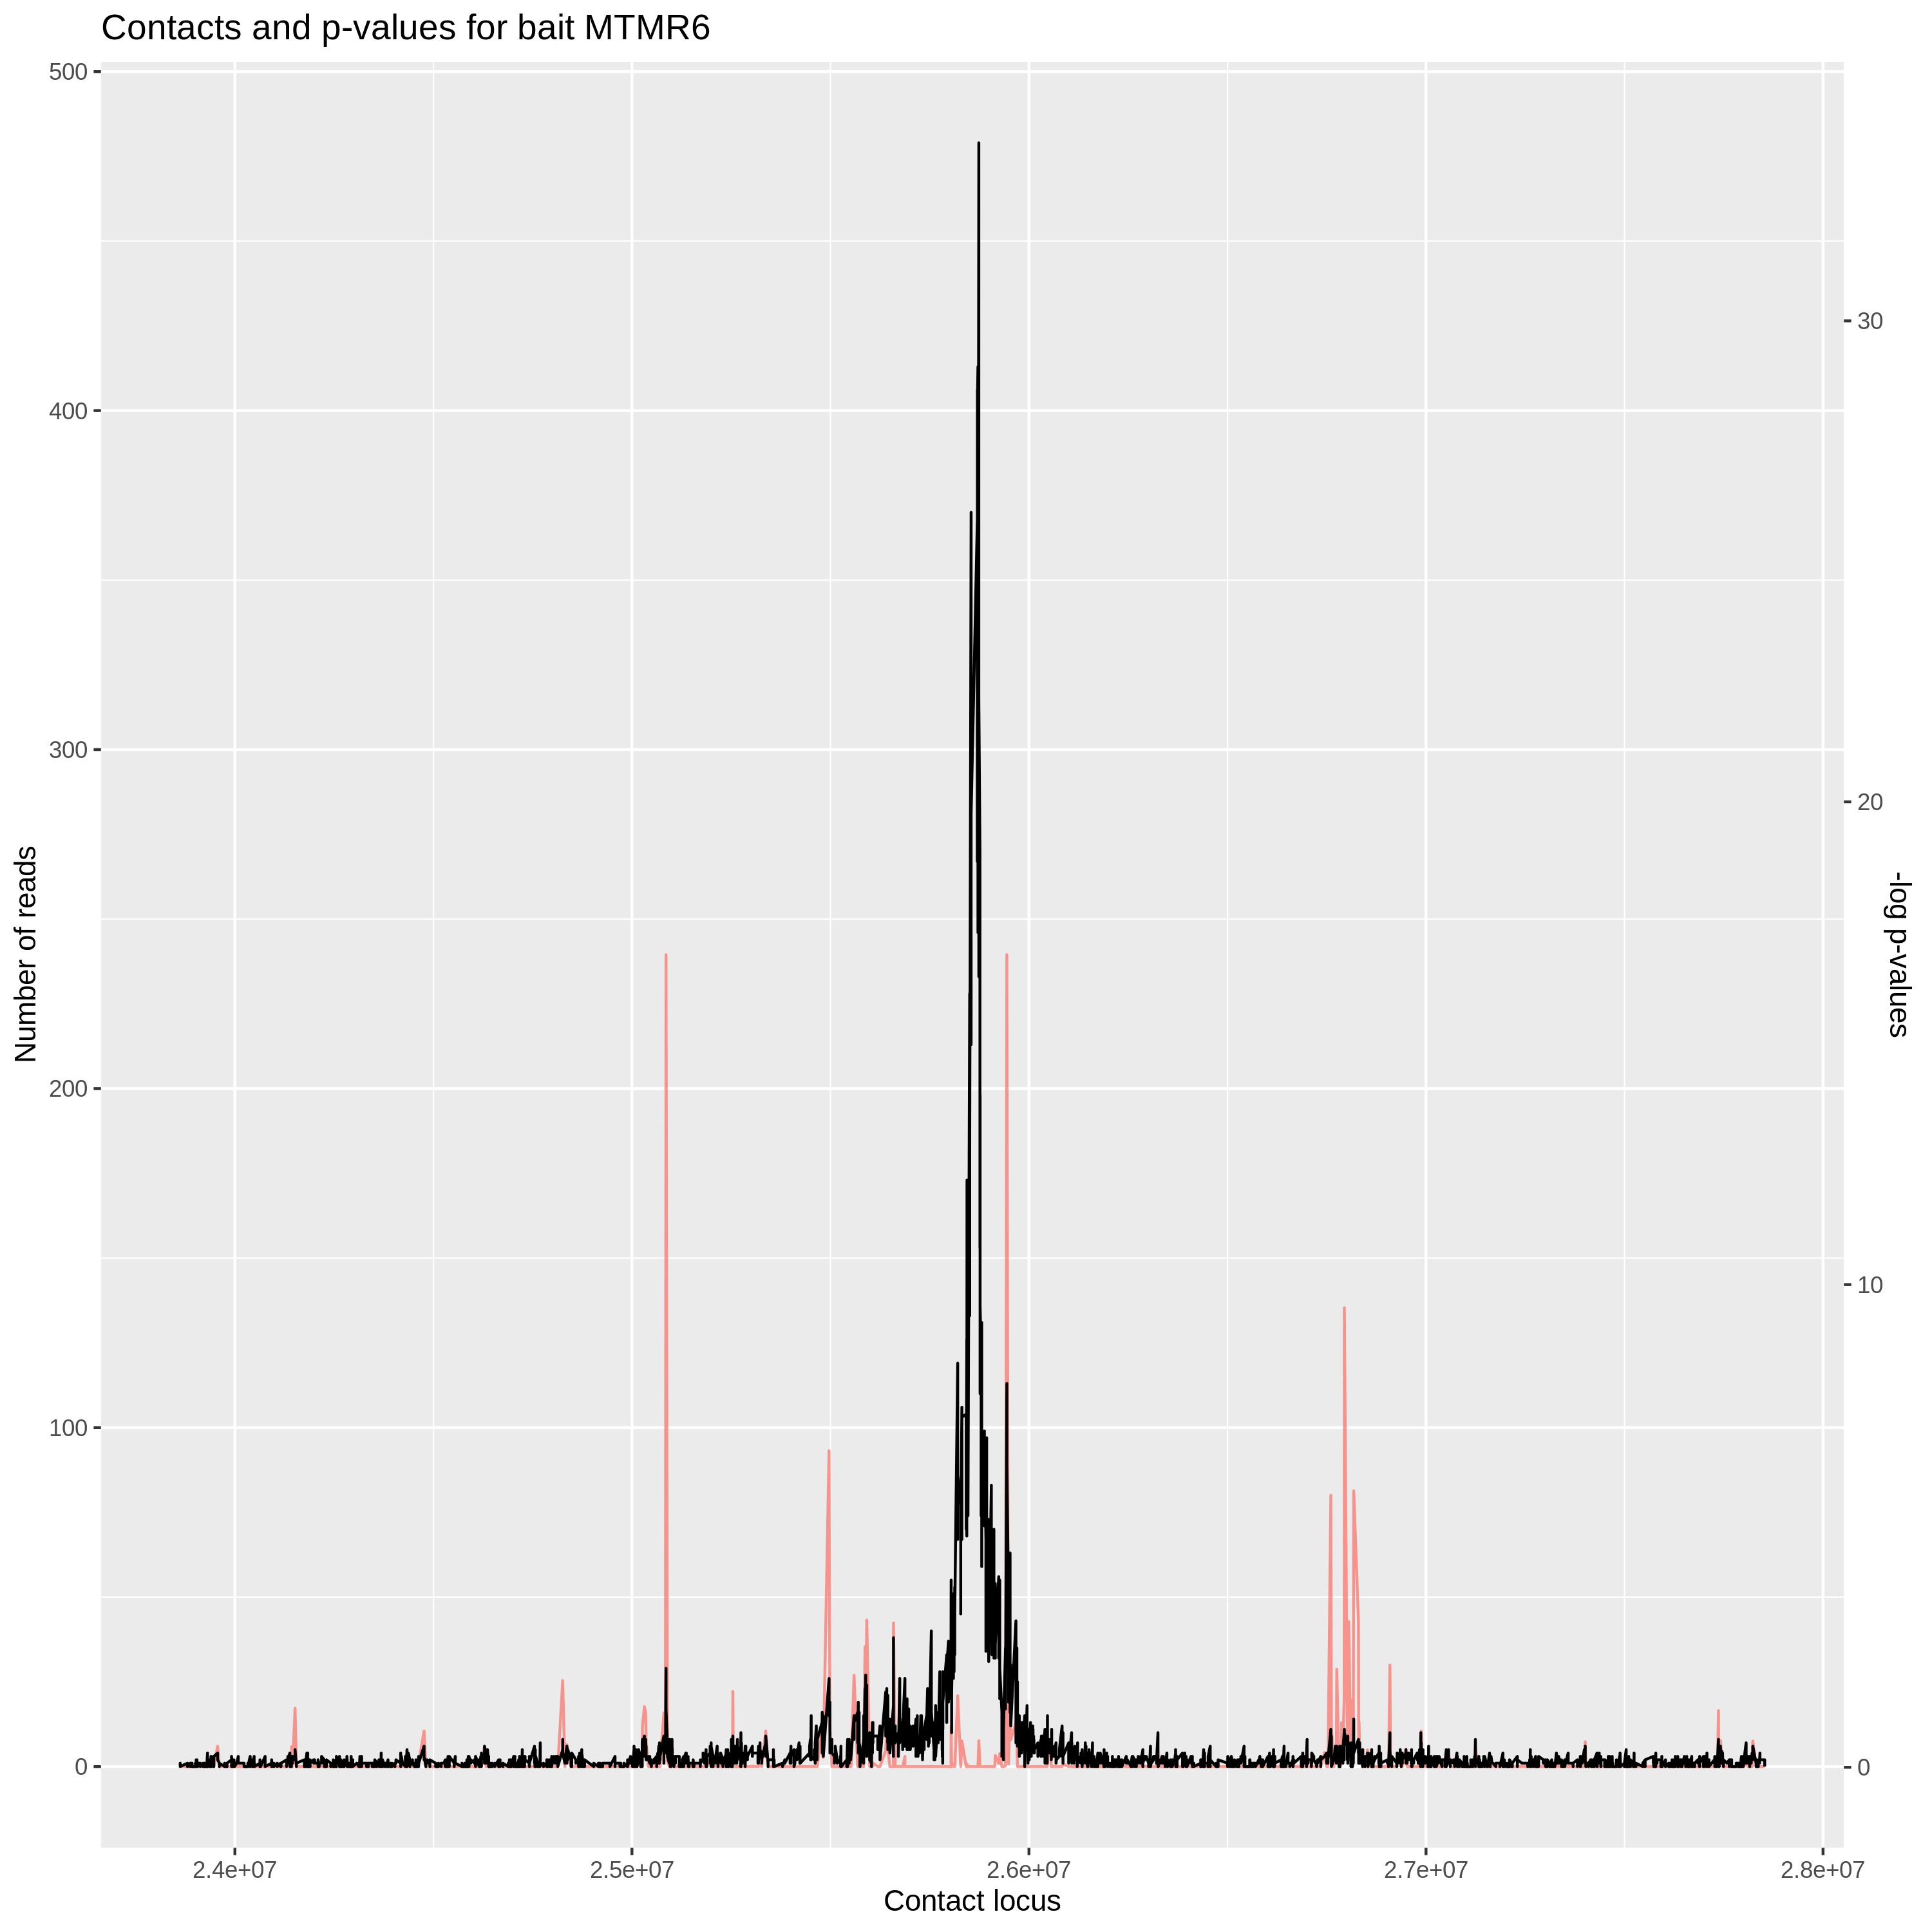 Contacts and p-values for bait MTMR6
500
400
300
200
100
0
Number of reads
30
20
10
0
-log p-values
2.4e+07
2.5e+07
2.6e+07
2.7e+07
2.8e+07
Contact locus